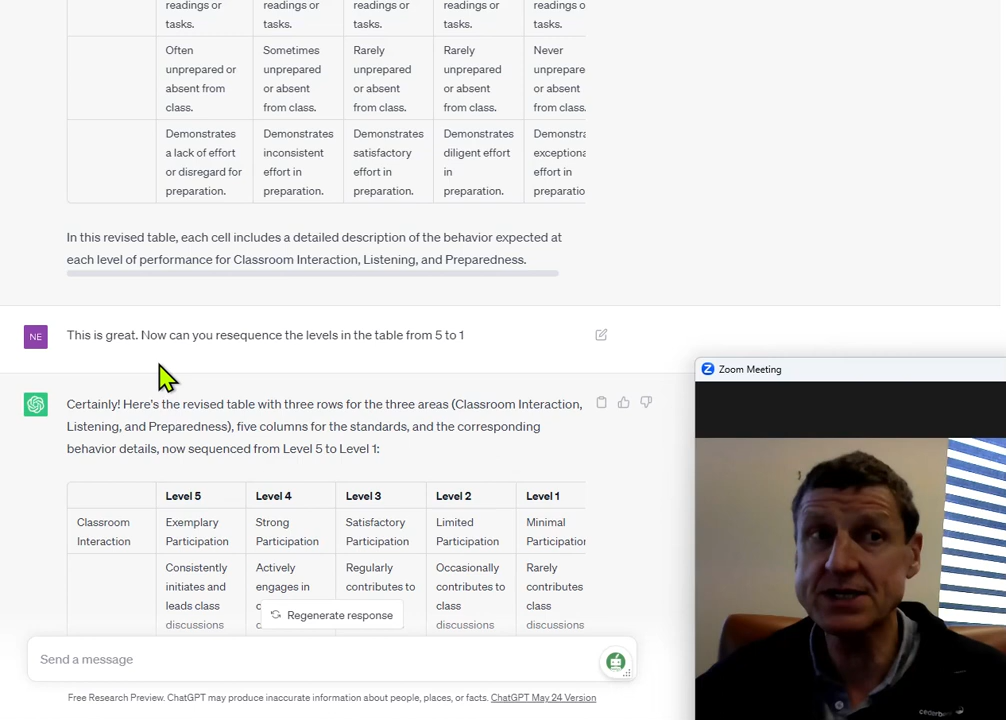 readings or readings or readings or readings or readings o
tasks. tasks. tasks. tasks. tasks.
Often Sometimes Rarely Rarely Never
unprepared or unprepared unprepared unprepared unprepare
absent from or absent or absent or absent or absent
class. from class. from class. from class. from class.
Demonstrates Demonstrates Demonstrates Demonstrates Demonstra
a lack of effort inconsistent satisfactory diligent effort exceptiona
or disregard for effort in effort in in effort in
preparation. preparation. preparation. preparation. preparatio
In this revised table, each cell includes a detailed description of the behavior expected at
each level of performance for Classroom Interaction, Listening, and Preparedness.
NE
This is great. Now can you resequence the levels in the table from 5 to 1
Zoom Meeting
Certainly! Here's the revised table with three rows for the three areas (Classroom Interaction,
Listening, and Preparedness), five columns for the standards, and the corresponding
behavior details, now sequenced from Level 5 to Level 1:
Level 5 Level 4 Level 3 Level 2 Level 1
Classroom Exemplary Strong Satisfactory Limited Minimal
Interaction Participation Participation Participation Participation Participation
Consistently Actively Regularly Occasionally Rarely
initiates and engages in contributes to contributes to contributes
leads class class class
discussions discussions discussions
Regenerate response
Send a message
Free Research Preview. ChatGPT may produce inaccurate information about people, places, or facts. ChatGPT May 24 Version